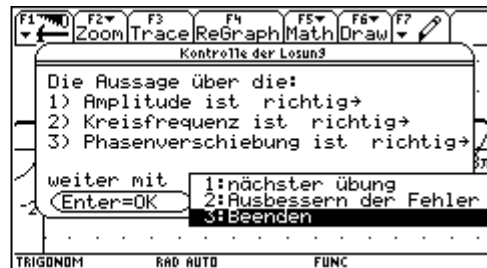 F1 F2 Zoom F3 Trace F4 ReGraph F5 Math F6 Draw F7
Kontrolle der Losung
Die Aussage über die:
1) Amplitude ist richtig→
2) Kreisfrequenz ist richtig→
3) Phasenverschiebung ist richtig→
weiter mit
1:nächster übung
2:Ausbessern der Fehler
3:Beenden
Enter=OK
-2
TRIGONOM RAD AUTO FUNC